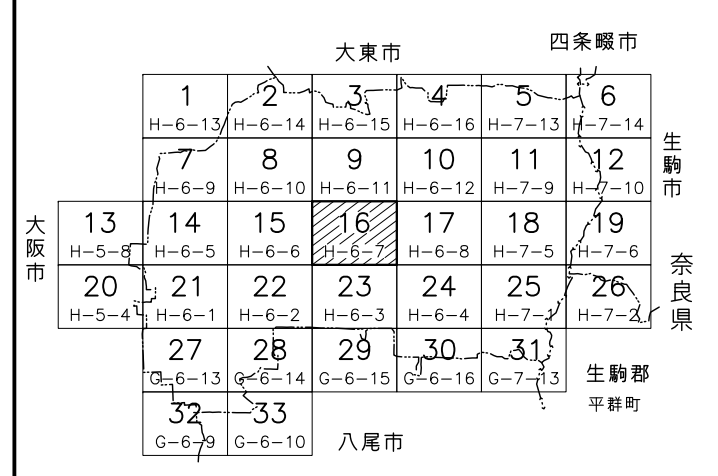 四条畷市
大東市
1 2 3 4 5 6
H-6-13 H-6-14 H-6-15 H-6-16 H-7-13 H-7-14
生駒市
7 8 9 10 11 12
H-6-9 H-6-10 H-6-11 H-6-12 H-7-9 H-7-10
大阪市
13 14 15 16 17 18 19
H-5-8 H-6-5 H-6-6 H-6-7 H-6-8 H-7-5 H-7-6
奈良県
20 21 22 23 24 25 26
H-5-4 H-6-1 H-6-2 H-6-3 H-6-4 H-7-1 H-7-2
27 28 29 30 31
G-6-13 G-6-14 G-6-15 G-6-16 G-7-13
生駒郡
平群町
32 33
G-6-9 G-6-10
八尾市